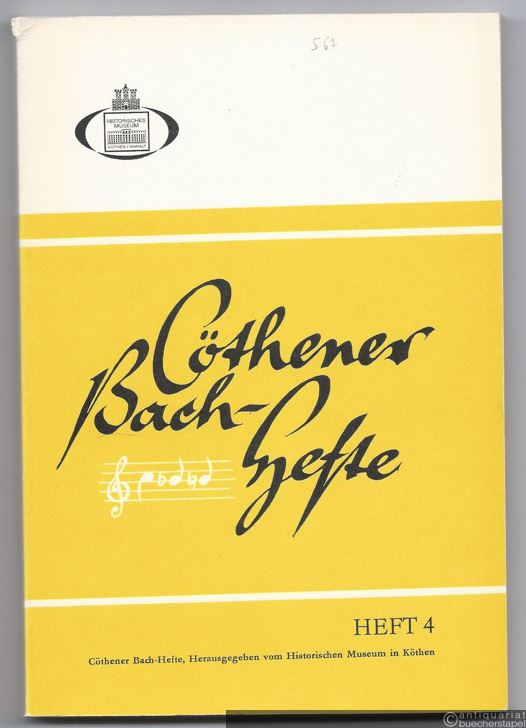 567
HISTORISCHES
MUSEUM
KÖTHEN / ANHALT
Cöthener
Bach-
Hefte
HEFT 4
Cöthener Bach-Hefte, Herausgegeben vom Historischen Museum in Köthen
©antiquariat
buecherstapel